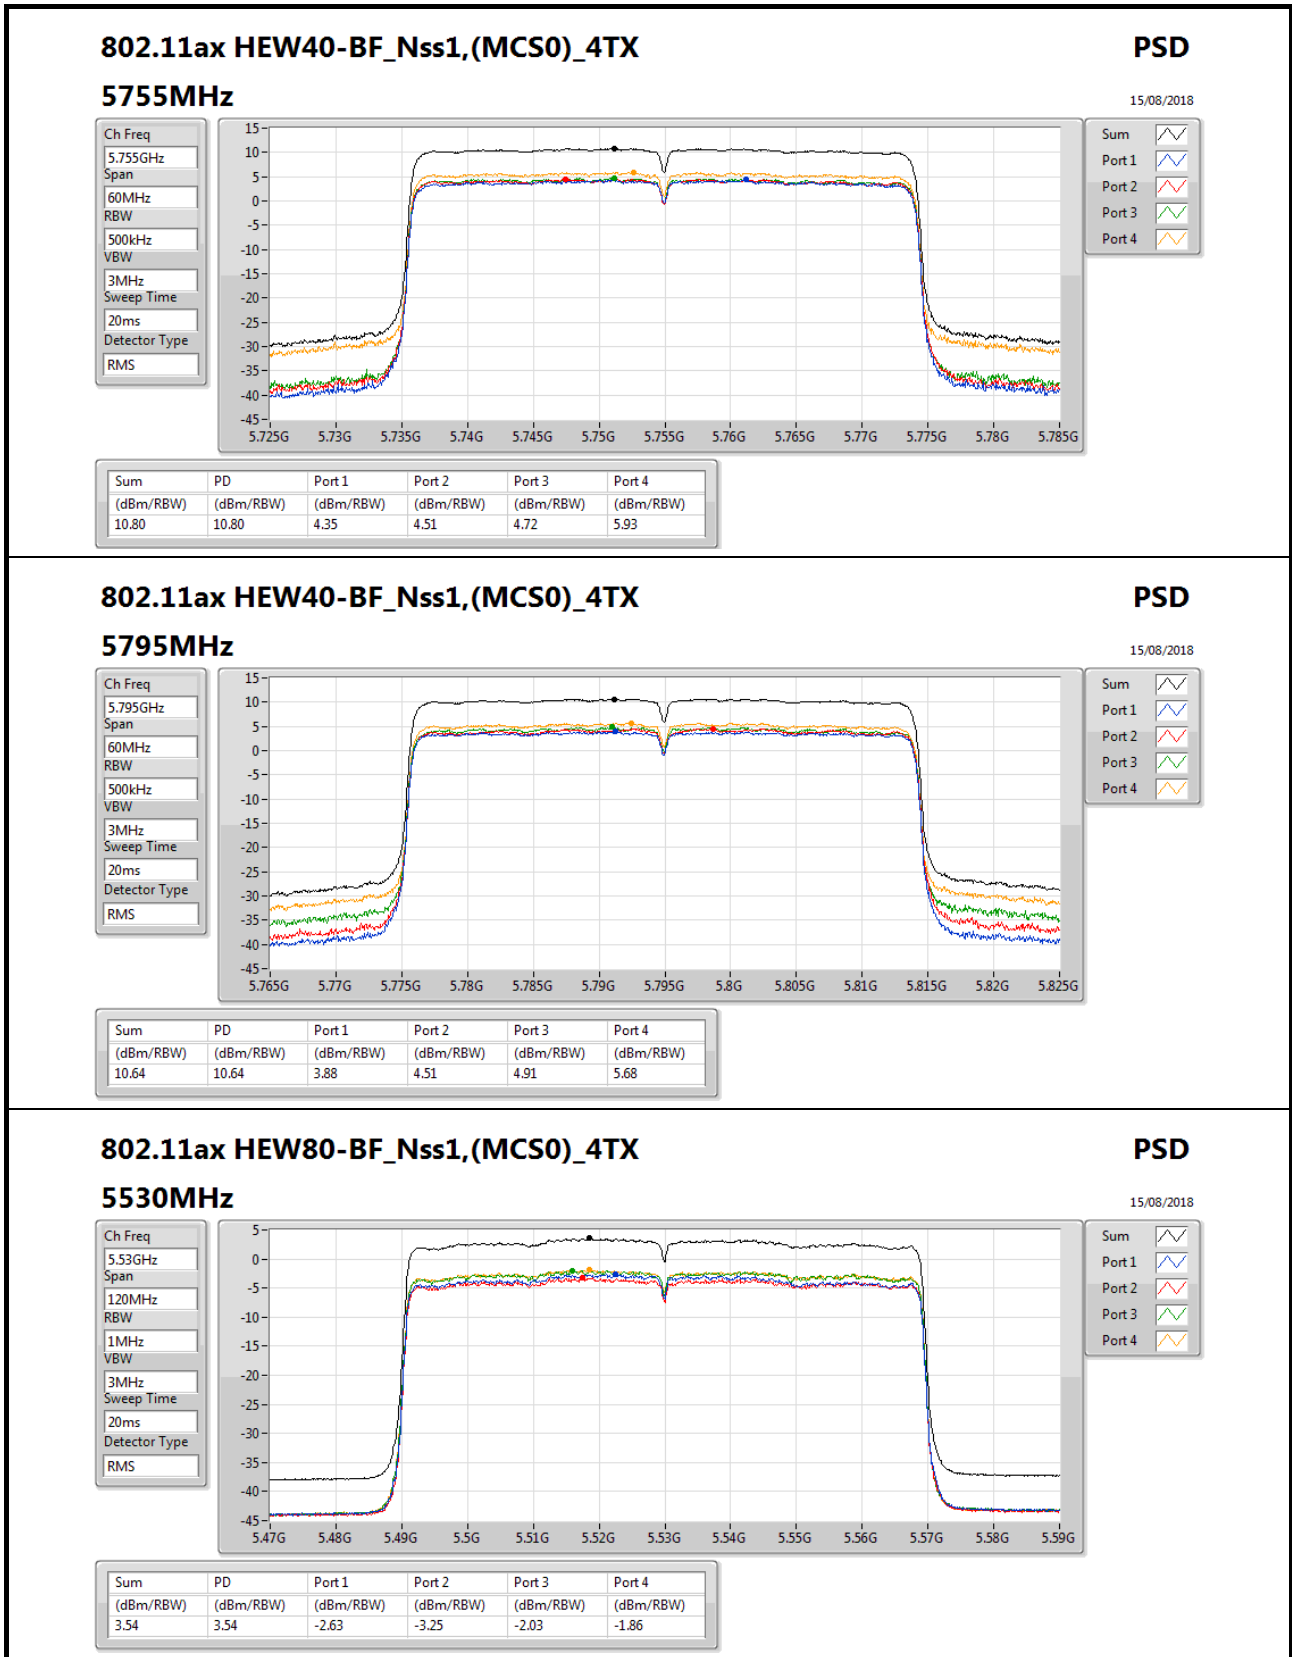 802.11ax HEW40-BF_Nss1,(MCS0)_4TX PSD
5755MHz 15/08/2018
Ch Freq
5.755GHz
Span
60MHz
RBW
500kHz
VBW
3MHz
Sweep Time
20ms
Detector Type
RMS
15
10
5
0
-5
-10
-15
-20
-25
-30
-35
-40
-45
5.725G 5.73G 5.735G 5.74G 5.745G 5.75G 5.755G 5.76G 5.765G 5.77G 5.775G 5.78G 5.785G
Sum
Port 1
Port 2
Port 3
Port 4
Sum PD Port 1 Port 2 Port 3 Port 4
(dBm/RBW) (dBm/RBW) (dBm/RBW) (dBm/RBW) (dBm/RBW) (dBm/RBW)
10.80 10.80 4.35 4.51 4.72 5.93
802.11ax HEW40-BF_Nss1,(MCS0)_4TX PSD
5795MHz 15/08/2018
Ch Freq
5.795GHz
Span
60MHz
RBW
500kHz
VBW
3MHz
Sweep Time
20ms
Detector Type
RMS
15
10
5
0
-5
-10
-15
-20
-25
-30
-35
-40
-45
5.765G 5.77G 5.775G 5.78G 5.785G 5.79G 5.795G 5.8G 5.805G 5.81G 5.815G 5.82G 5.825G
Sum
Port 1
Port 2
Port 3
Port 4
Sum PD Port 1 Port 2 Port 3 Port 4
(dBm/RBW) (dBm/RBW) (dBm/RBW) (dBm/RBW) (dBm/RBW) (dBm/RBW)
10.64 10.64 3.88 4.51 4.91 5.68
802.11ax HEW80-BF_Nss1,(MCS0)_4TX PSD
5530MHz 15/08/2018
Ch Freq
5.53GHz
Span
120MHz
RBW
1MHz
VBW
3MHz
Sweep Time
20ms
Detector Type
RMS
5
0
-5
-10
-15
-20
-25
-30
-35
-40
-45
5.47G 5.48G 5.49G 5.5G 5.51G 5.52G 5.53G 5.54G 5.55G 5.56G 5.57G 5.58G 5.59G
Sum
Port 1
Port 2
Port 3
Port 4
Sum PD Port 1 Port 2 Port 3 Port 4
(dBm/RBW) (dBm/RBW) (dBm/RBW) (dBm/RBW) (dBm/RBW) (dBm/RBW)
3.54 3.54 -2.63 -3.25 -2.03 -1.86